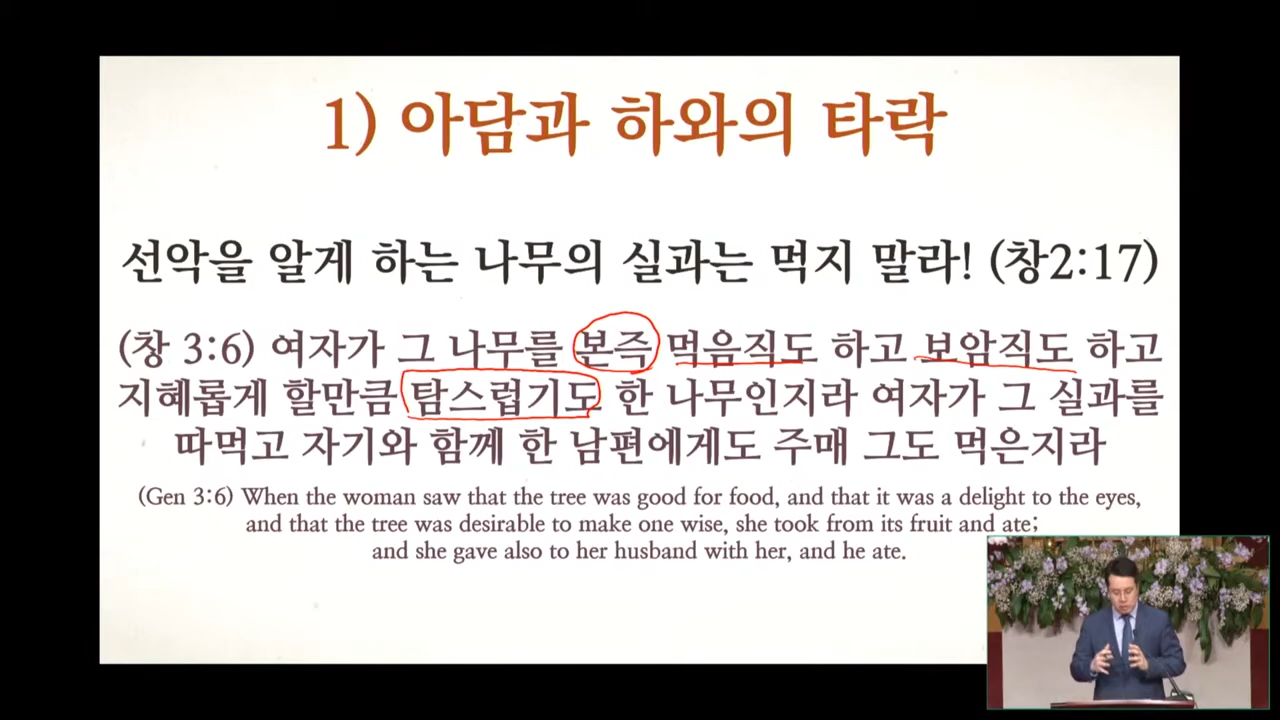 1) 아담과 하와의 타락
선악을 알게 하는 나무의 실과는 먹지 말라! (창2:17)
(창 3:6) 여자가 그 나무를 본즉 먹음직도 하고 보암직도 하고
지혜롭게 할만큼 탐스럽기도 한 나무인지라 여자가 그 실과를
따먹고 자기와 함께 한 남편에게도 주매 그도 먹은지라
(Gen 3:6) When the woman saw that the tree was good for food, and that it was a delight to the eyes,
and that the tree was desirable to make one wise, she took from its fruit and ate;
and she gave also to her husband with her, and he ate.